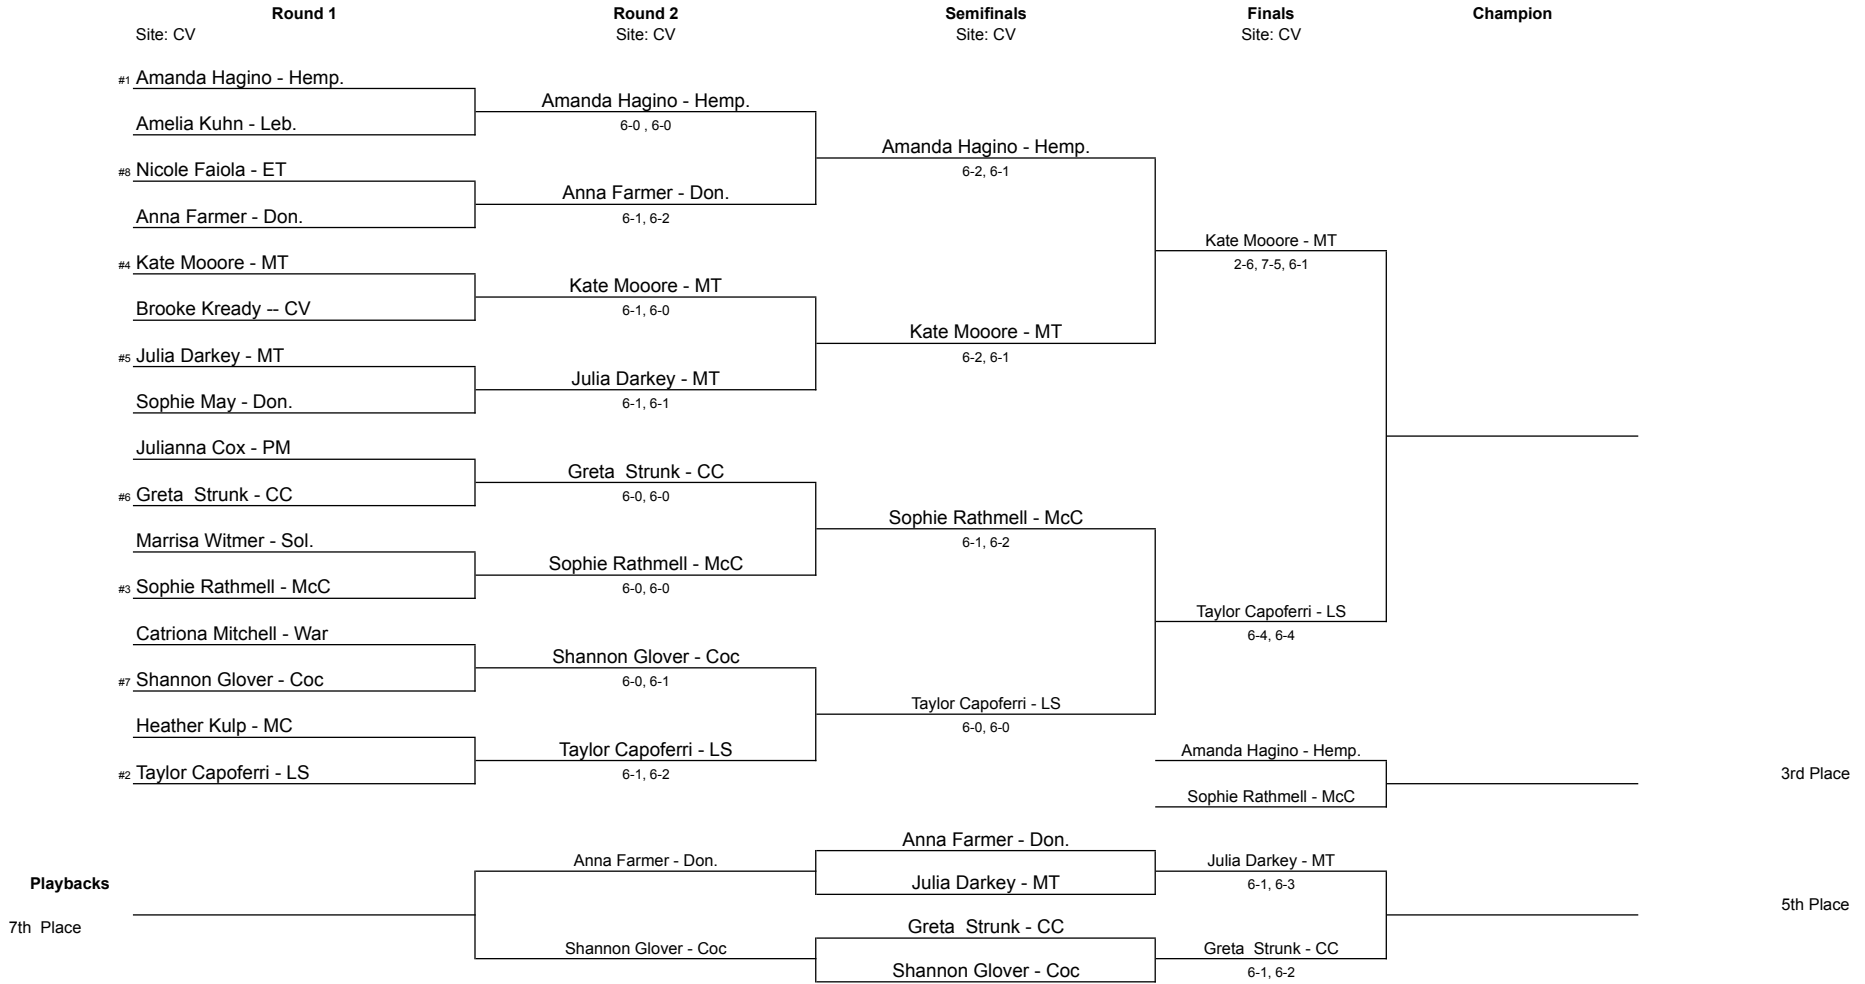 Round 1 Round 2 Semifinals Finals Champion
Site: CV Site: CV Site: CV Site: CV
#1 Amanda Hagino - Hemp.
Amanda Hagino - Hemp.
Amelia Kuhn - Leb.
6-0 , 6-0
Amanda Hagino - Hemp.
#8 Nicole Faiola - ET
6-2, 6-1
Anna Farmer - Don.
Anna Farmer - Don.
6-1, 6-2
Kate Mooore - MT
#4 Kate Mooore - MT
2-6, 7-5, 6-1
Kate Mooore - MT
Brooke Kready -- CV
6-1, 6-0
Kate Mooore - MT
#5 Julia Darkey - MT
6-2, 6-1
Julia Darkey - MT
Sophie May - Don.
6-1, 6-1
Julianna Cox - PM
Greta  Strunk - CC
#6 Greta  Strunk - CC
6-0, 6-0
Sophie Rathmell - McC
Marrisa Witmer - Sol.
6-1, 6-2
Sophie Rathmell - McC
#3 Sophie Rathmell - McC
6-0, 6-0
Taylor Capoferri - LS
Catriona Mitchell - War
6-4, 6-4
Shannon Glover - Coc
#7 Shannon Glover - Coc
6-0, 6-1
Taylor Capoferri - LS
Heather Kulp - MC
6-0, 6-0
Taylor Capoferri - LS
Amanda Hagino - Hemp.
#2 Taylor Capoferri - LS
6-1, 6-2
3rd Place
Sophie Rathmell - McC
Anna Farmer - Don.
Anna Farmer - Don.
Julia Darkey - MT
Playbacks
Julia Darkey - MT
6-1, 6-3
5th Place
7th  Place
Greta  Strunk - CC
Shannon Glover - Coc
Greta  Strunk - CC
Shannon Glover - Coc
6-1, 6-2